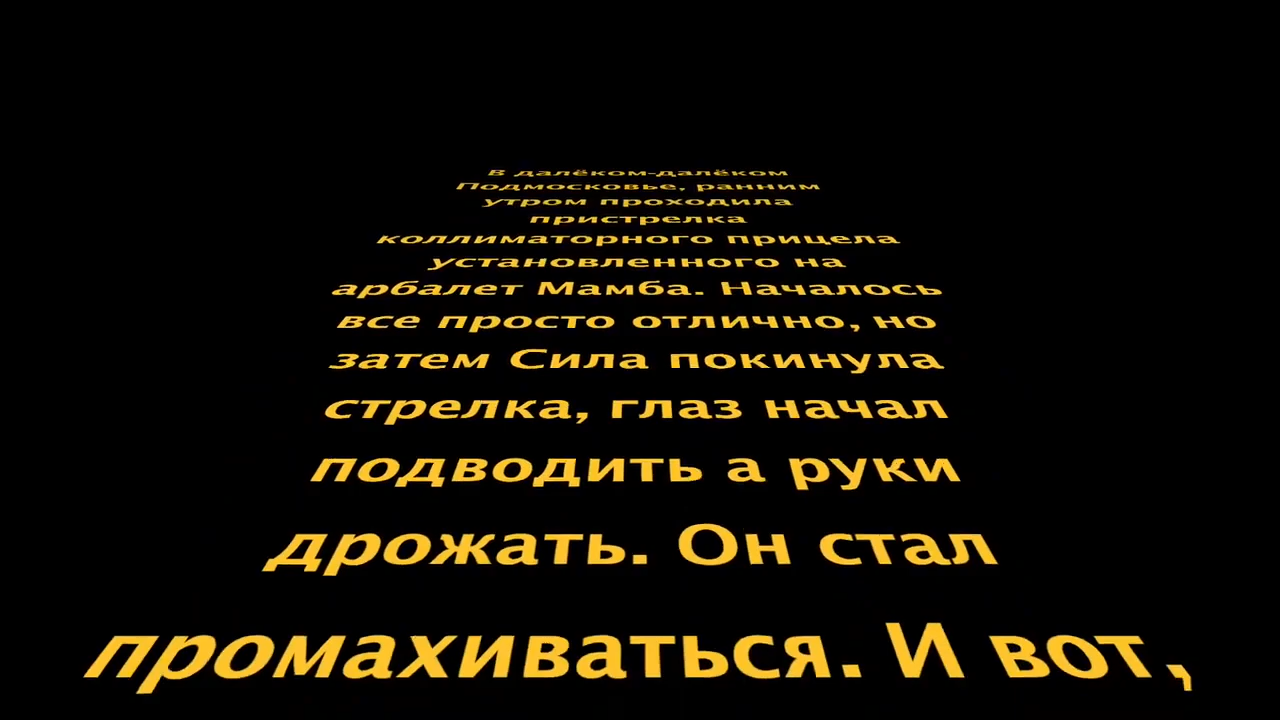 В далёком-далёком
Подмосковье, ранним
утром проходила
пристрелка
коллиматорного прицела
установленного на
арбалет Мамба. Началось
все просто отлично, но
затем Сила покинула
стрелка, глаз начал
подводить а руки
дрожать. Он стал
промахиваться. И вот,